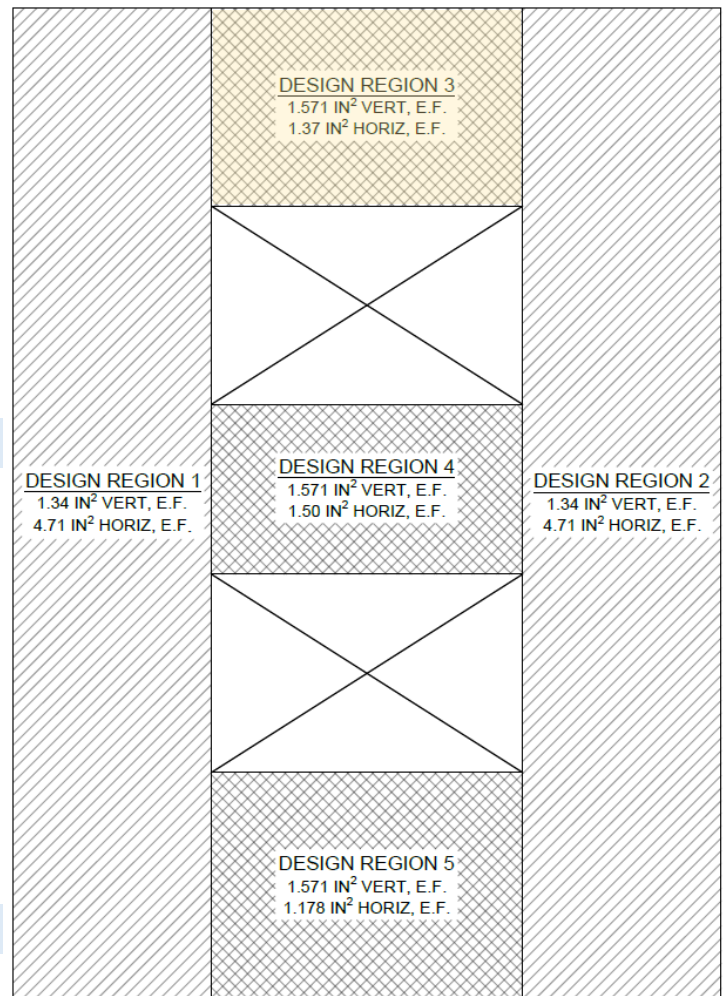 DESIGN REGION 3
1.571 IN² VERT, E.F.
1.37 IN² HORIZ, E.F.
DESIGN REGION 1
1.34 IN² VERT, E.F.
4.71 IN² HORIZ, E.F.
DESIGN REGION 4
1.571 IN² VERT, E.F.
1.50 IN² HORIZ, E.F.
DESIGN REGION 2
1.34 IN² VERT, E.F.
4.71 IN² HORIZ, E.F.
DESIGN REGION 5
1.571 IN² VERT, E.F.
1.178 IN² HORIZ, E.F.